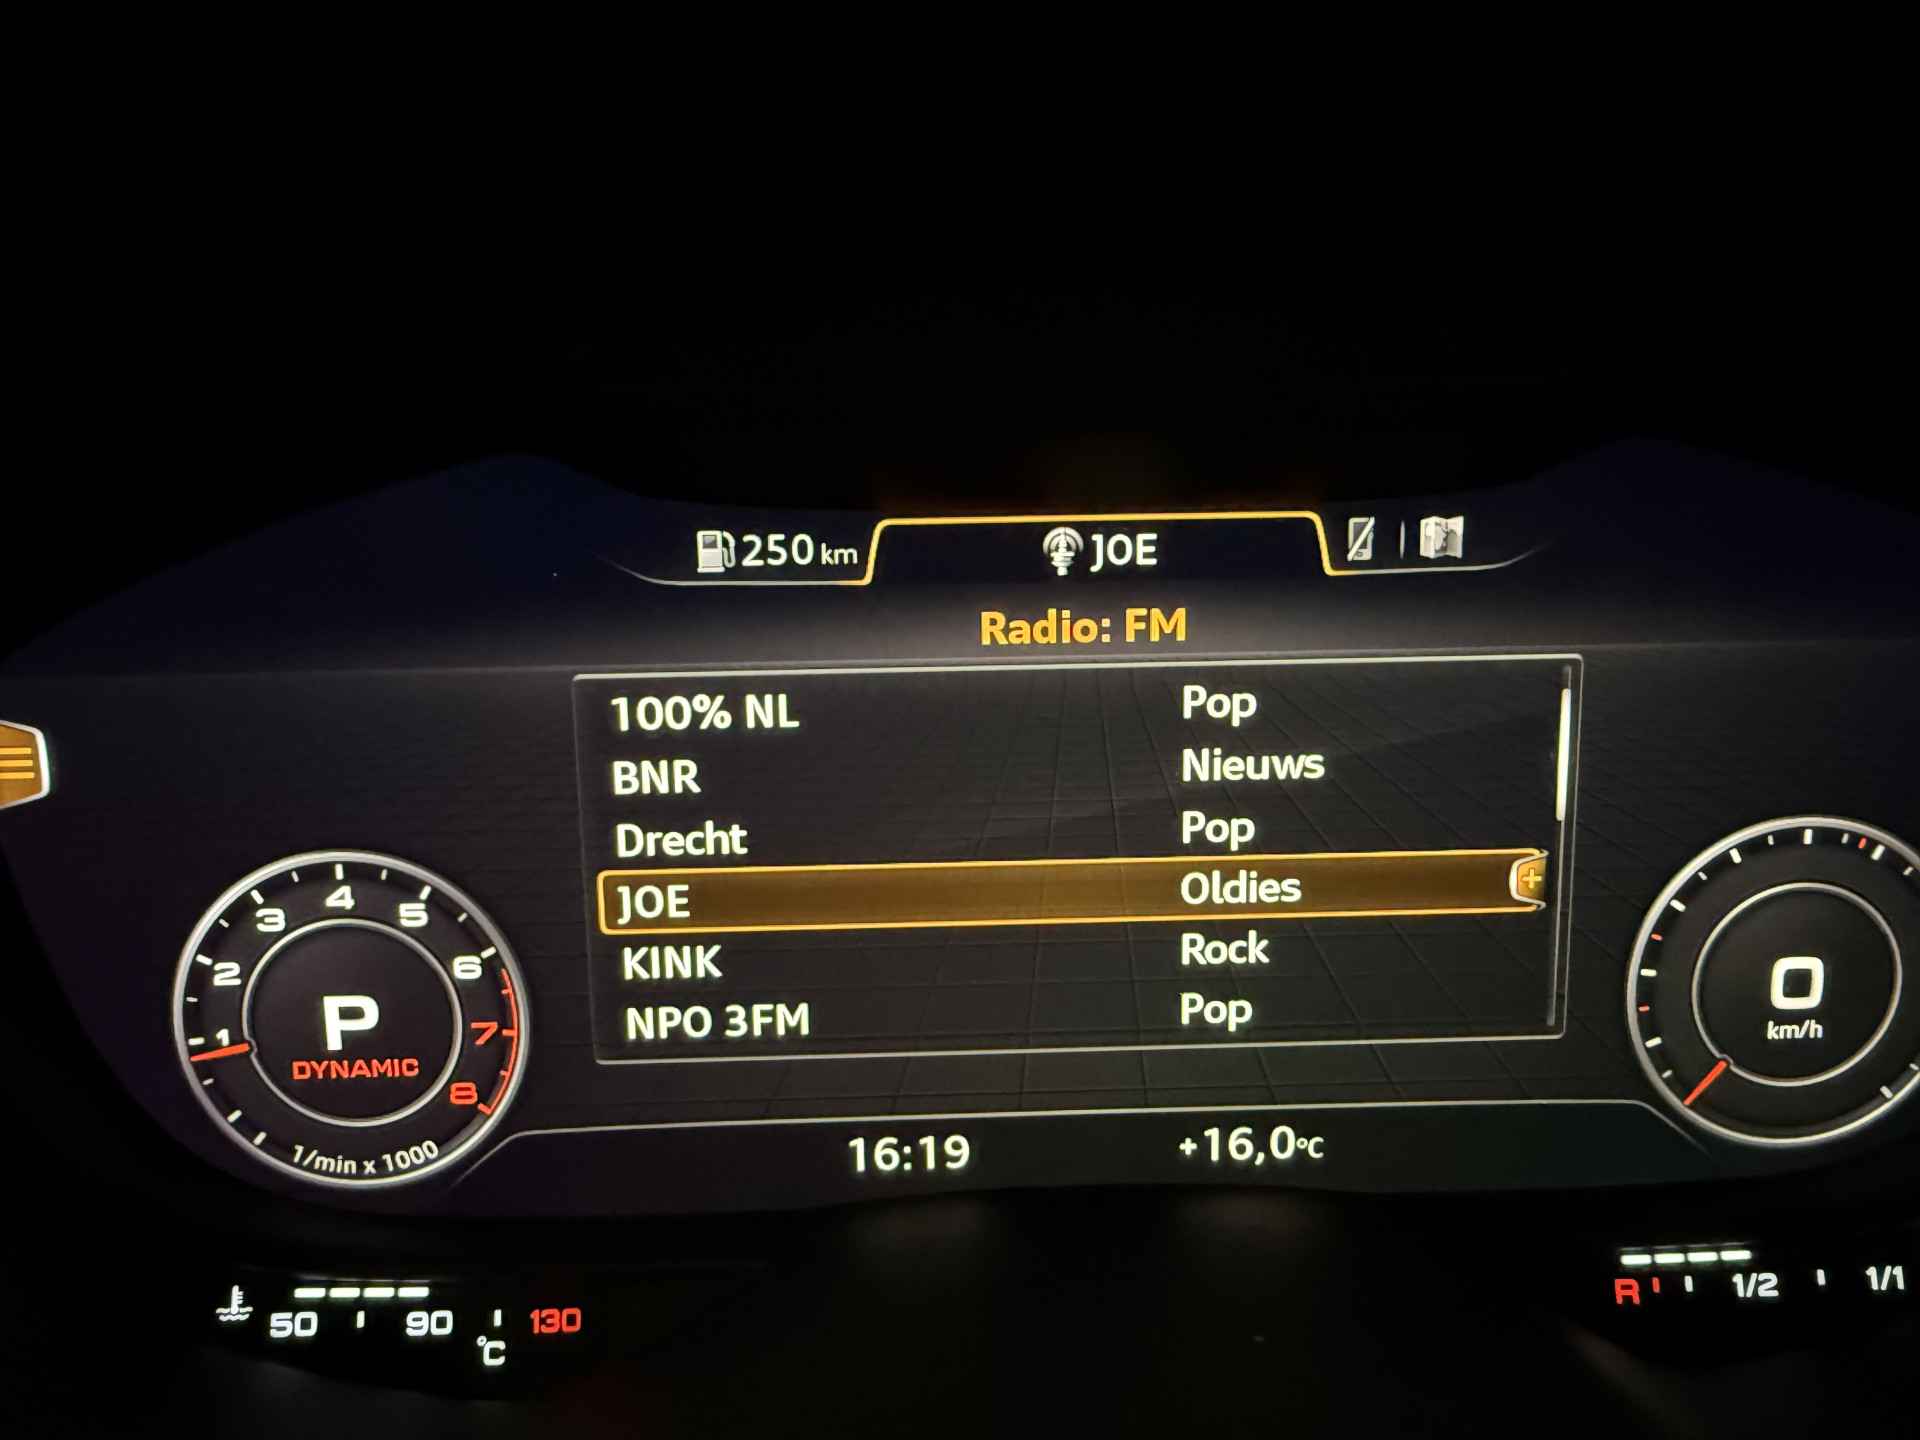 250 km JOE
Radio: FM
100% NL Pop
BNR Nieuws
Drecht Pop
JOE Oldies +
KINK Rock
NPO 3FM Pop
1 2 3 4 5 6 7 8
P
DYNAMIC
1/min x 1000
0
km/h
16:19 +16,0°C
50 90 130
°C
R 1/2 1/1